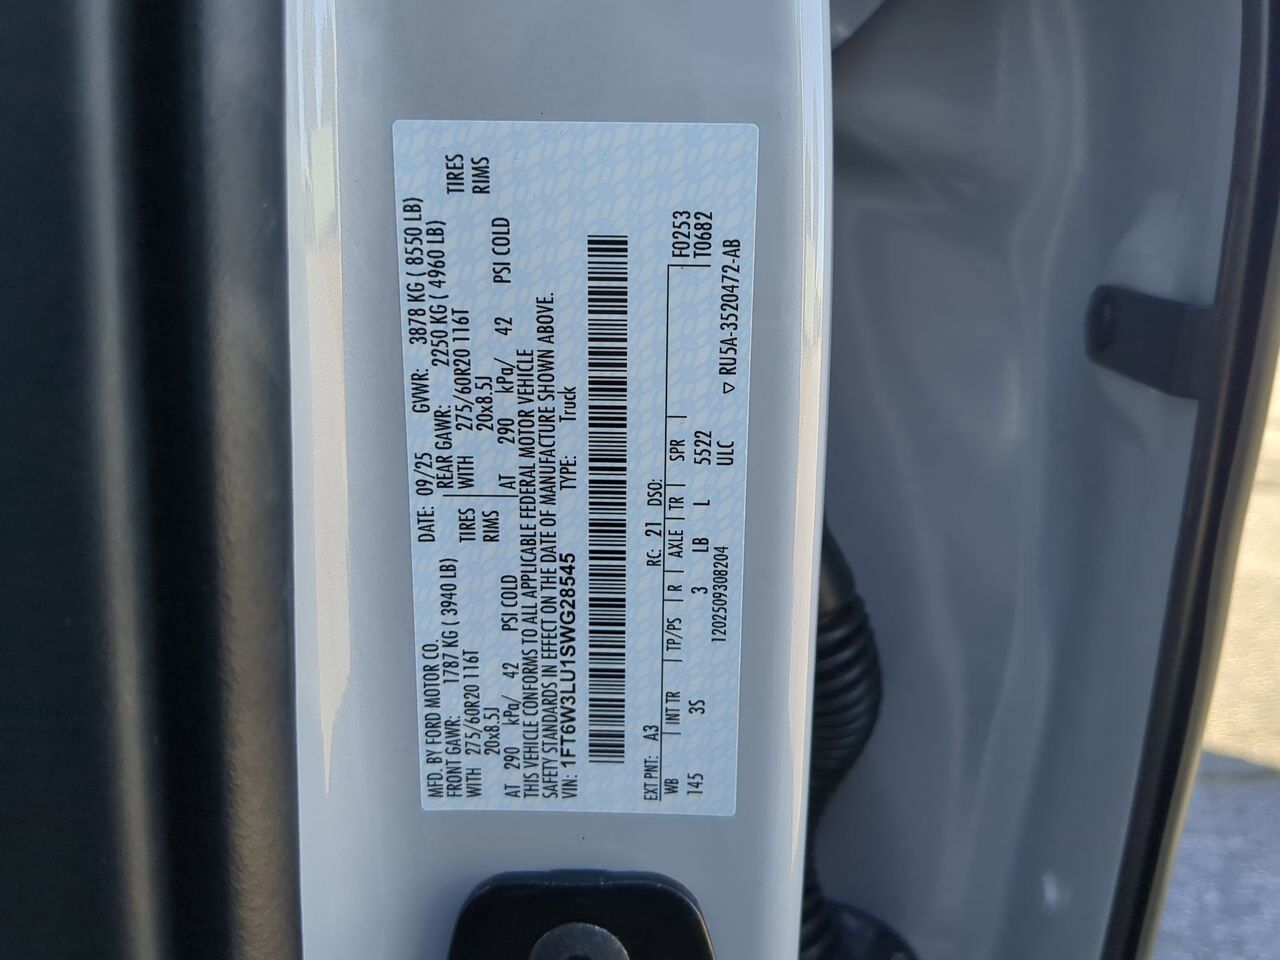 MFD. BY FORD MOTOR CO.
DATE: 09/25 GVWR: 3878 KG ( 8550 LB)
FRONT GAWR: 1787 KG ( 3940 LB)
REAR GAWR: 2250 KG ( 4960 LB)
WITH 275/60R20 116T TIRES
WITH 275/60R20 116T TIRES
20x8.5J RIMS
20x8.5J RIMS
AT 290 kPa/ 42 PSI COLD
AT 290 kPa/ 42 PSI COLD
THIS VEHICLE CONFORMS TO ALL APPLICABLE FEDERAL MOTOR VEHICLE
SAFETY STANDARDS IN EFFECT ON THE DATE OF MANUFACTURE SHOWN ABOVE.
VIN: 1FT6W3LU1SWG28545 TYPE: Truck
EXT PNT: A3 RC: 21 DSO:
WB INT TR TP/PS R AXLE TR SPR F0253
145 3S 3 LB L 5522 T0682
1202509308204 ULC ▽ RU5A-3520472-AB